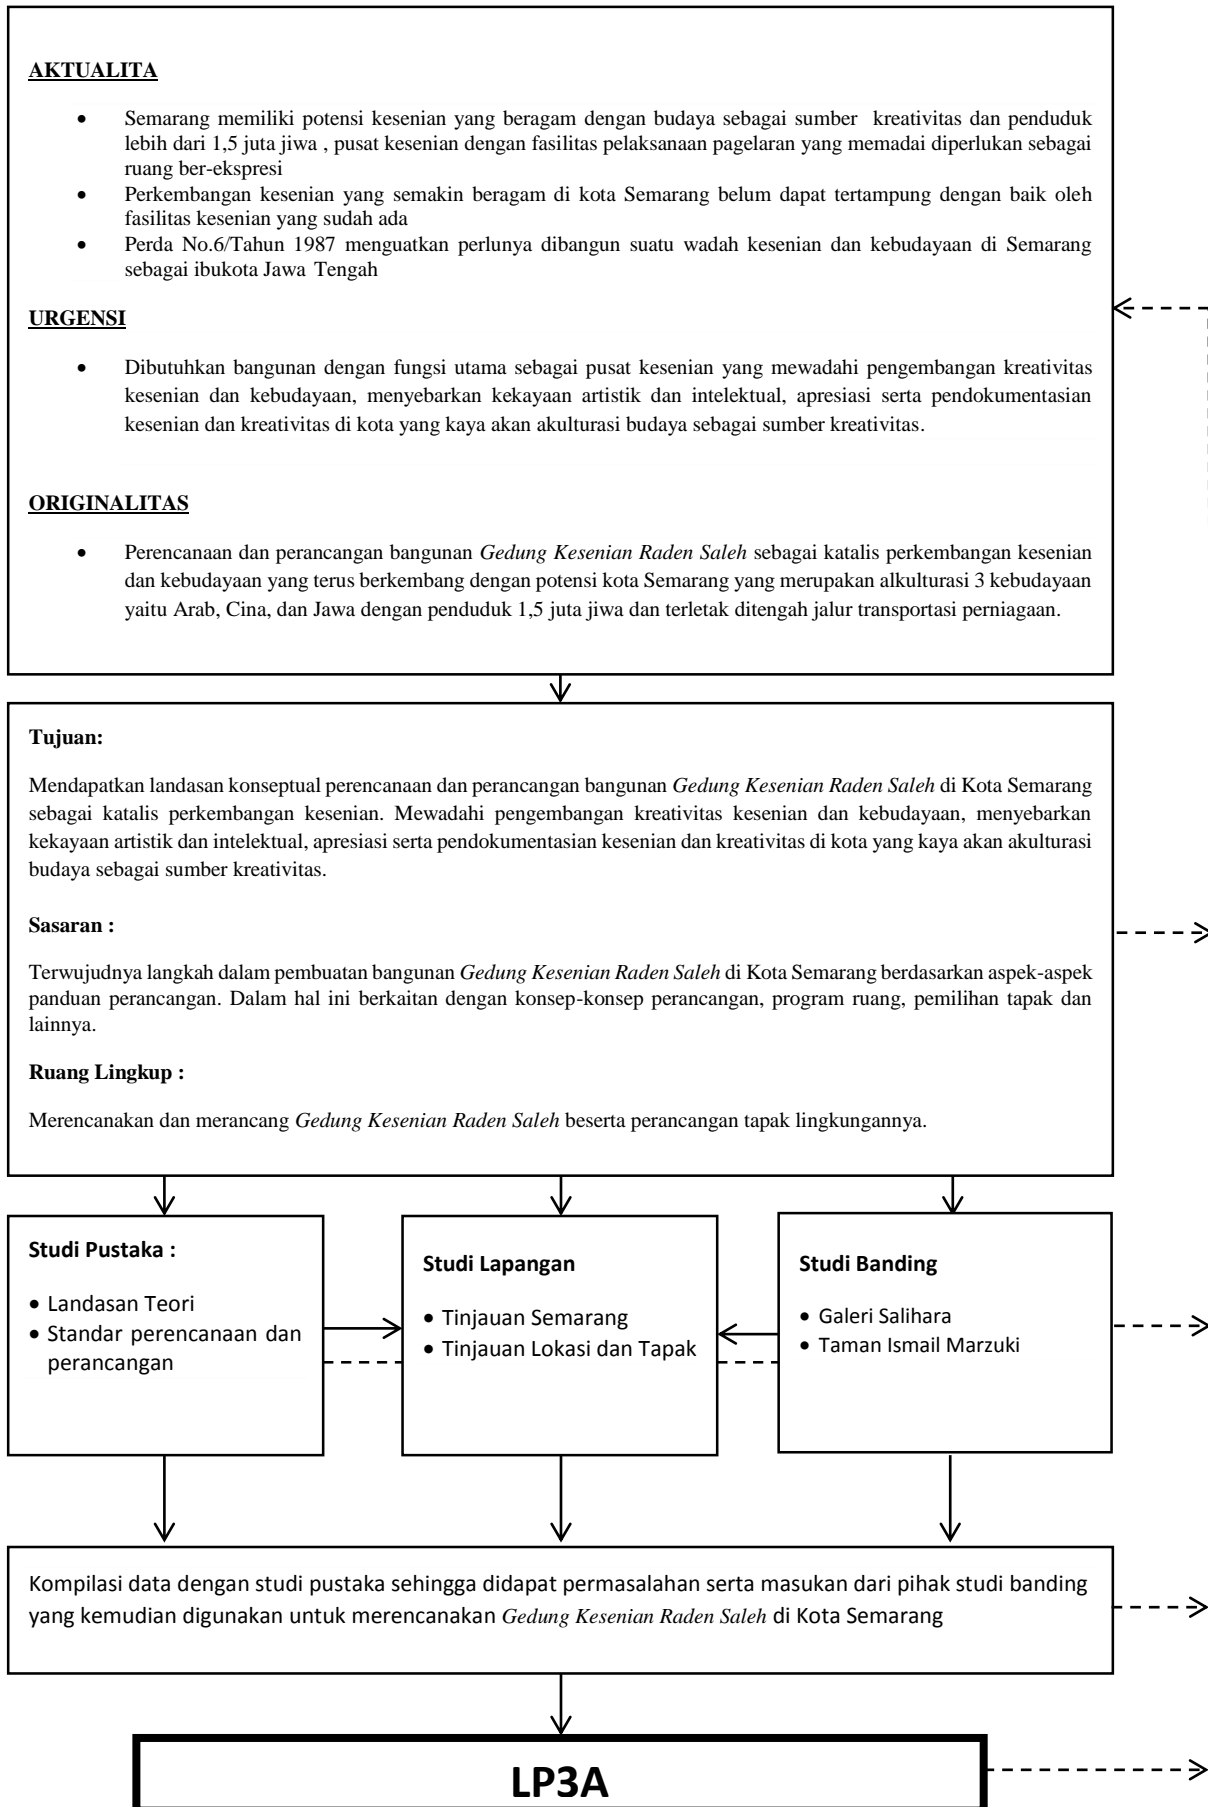 AKTUALITA
• Semarang memiliki potensi kesenian yang beragam dengan budaya sebagai sumber kreativitas dan penduduk
lebih dari 1,5 juta jiwa , pusat kesenian dengan fasilitas pelaksanaan pagelaran yang memadai diperlukan sebagai
ruang ber-ekspresi
• Perkembangan kesenian yang semakin beragam di kota Semarang belum dapat tertampung dengan baik oleh
fasilitas kesenian yang sudah ada
• Perda No.6/Tahun 1987 menguatkan perlunya dibangun suatu wadah kesenian dan kebudayaan di Semarang
sebagai ibukota Jawa Tengah
URGENSI
• Dibutuhkan bangunan dengan fungsi utama sebagai pusat kesenian yang mewadahi pengembangan kreativitas
kesenian dan kebudayaan, menyebarkan kekayaan artistik dan intelektual, apresiasi serta pendokumentasian
kesenian dan kreativitas di kota yang kaya akan akulturasi budaya sebagai sumber kreativitas.
ORIGINALITAS
• Perencanaan dan perancangan bangunan Gedung Kesenian Raden Saleh sebagai katalis perkembangan kesenian
dan kebudayaan yang terus berkembang dengan potensi kota Semarang yang merupakan alkulturasi 3 kebudayaan
yaitu Arab, Cina, dan Jawa dengan penduduk 1,5 juta jiwa dan terletak ditengah jalur transportasi perniagaan.
Tujuan:
Mendapatkan landasan konseptual perencanaan dan perancangan bangunan Gedung Kesenian Raden Saleh di Kota Semarang
sebagai katalis perkembangan kesenian. Mewadahi pengembangan kreativitas kesenian dan kebudayaan, menyebarkan
kekayaan artistik dan intelektual, apresiasi serta pendokumentasian kesenian dan kreativitas di kota yang kaya akan akulturasi
budaya sebagai sumber kreativitas.
Sasaran :
Terwujudnya langkah dalam pembuatan bangunan Gedung Kesenian Raden Saleh di Kota Semarang berdasarkan aspek-aspek
panduan perancangan. Dalam hal ini berkaitan dengan konsep-konsep perancangan, program ruang, pemilihan tapak dan
lainnya.
Ruang Lingkup :
Merencanakan dan merancang Gedung Kesenian Raden Saleh beserta perancangan tapak lingkungannya.
Studi Pustaka :
• Landasan Teori
• Standar perencanaan dan
perancangan
Studi Lapangan
• Tinjauan Semarang
• Tinjauan Lokasi dan Tapak
Studi Banding
• Galeri Salihara
• Taman Ismail Marzuki
Kompilasi data dengan studi pustaka sehingga didapat permasalahan serta masukan dari pihak studi banding
yang kemudian digunakan untuk merencanakan Gedung Kesenian Raden Saleh di Kota Semarang
LP3A